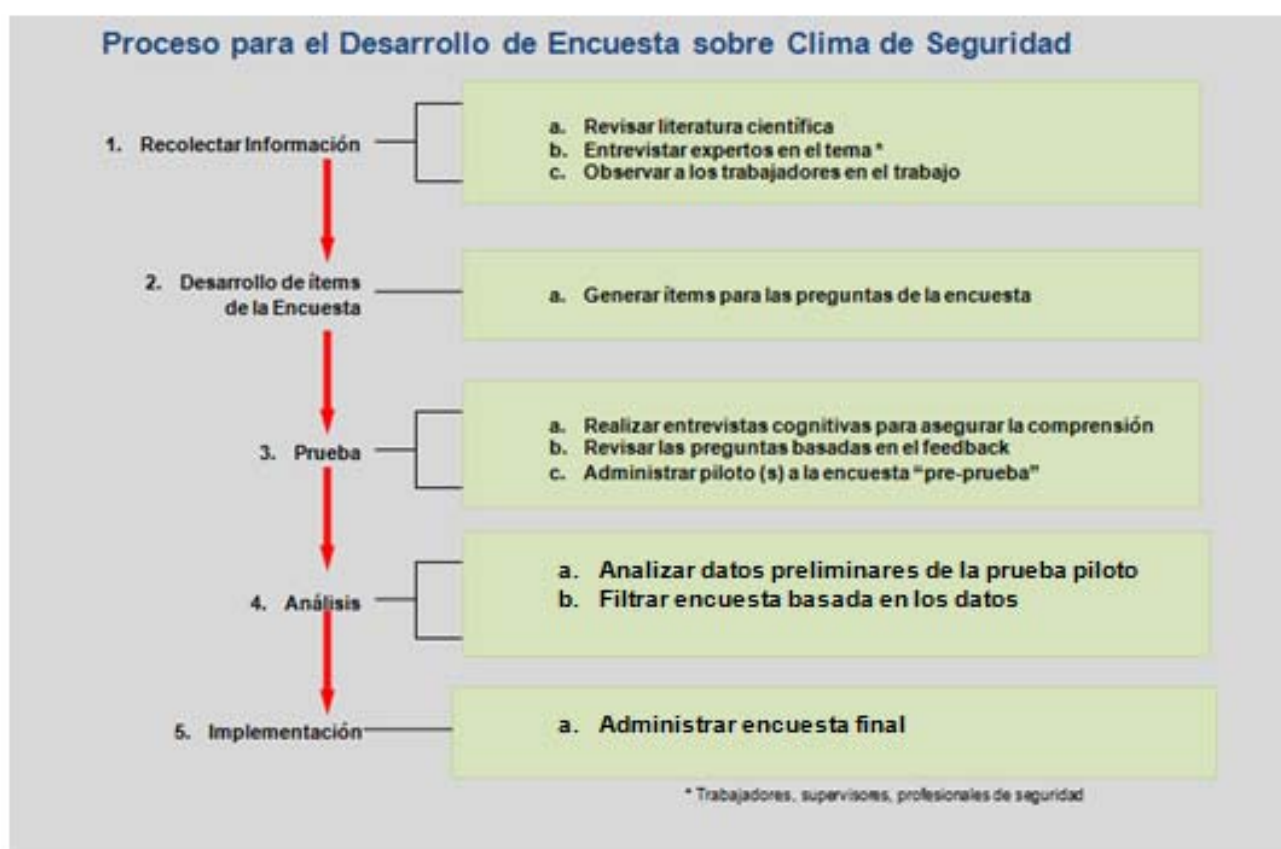 Proceso para el Desarrollo de Encuesta sobre Clima de Seguridad
1. Recolectar Información
a. Revisar literatura científica
b. Entrevistar expertos en el tema *
c. Observar a los trabajadores en el trabajo
2. Desarrollo de ítems
de la Encuesta
a. Generar ítems para las preguntas de la encuesta
3. Prueba
a. Realizar entrevistas cognitivas para asegurar la comprensión
b. Revisar las preguntas basadas en el feedback
c. Administrar piloto (s) a la encuesta “pre-prueba”
4. Análisis
a. Analizar datos preliminares de la prueba piloto
b. Filtrar encuesta basada en los datos
5. Implementación
a. Administrar encuesta final
* Trabajadores, supervisores, profesionales de seguridad